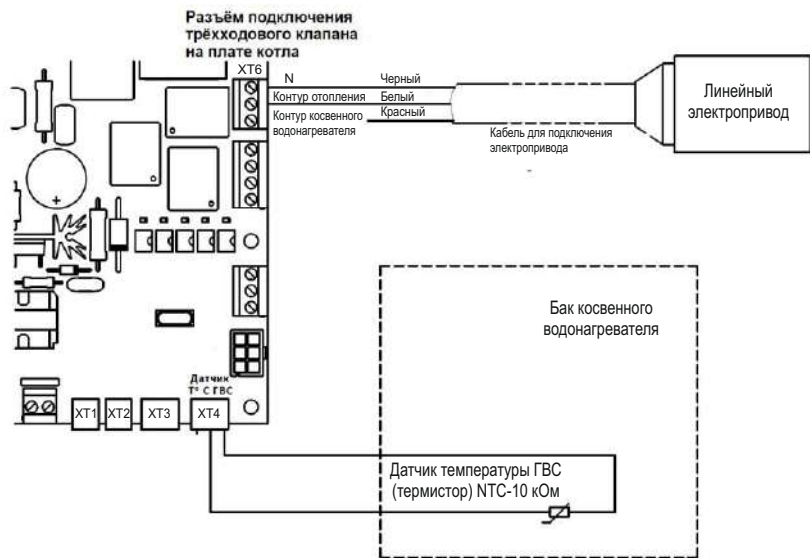 Разъём подключения
трёхходового клапана
на плате котла
XT6
N
Черный
Контур отопления
Белый
Контур косвенного
водонагревателя
Красный
Кабель для подключения
электропривода
Линейный
электропривод
Бак косвенного
водонагревателя
Датчик
T° С ГВС
XT1
XT2
XT3
XT4
Датчик температуры ГВС
(термистор) NTC-10 кОм